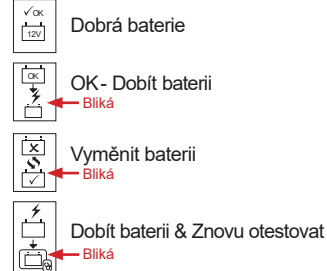 ✓OK
12V
Dobrá baterie
OK
OK - Dobít baterii
Bliká
X
Vyměnit baterii
✓
Bliká
Dobít baterii & Znovu otestovat
Bliká